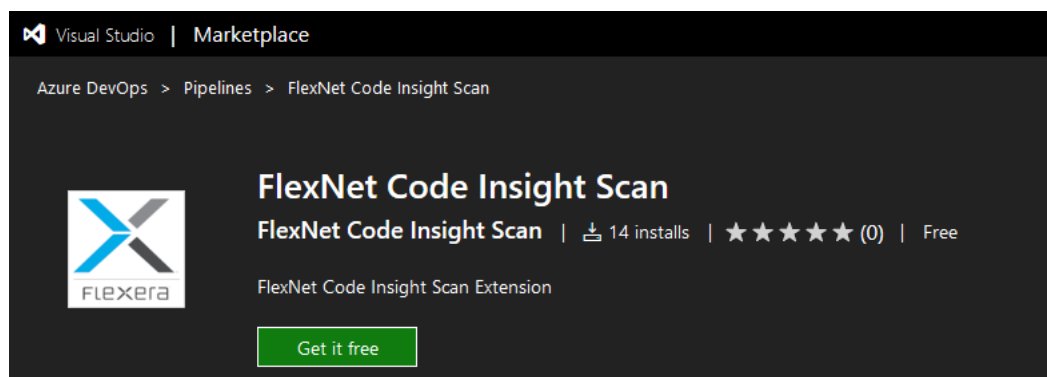 Visual Studio | Marketplace
Azure DevOps > Pipelines > FlexNet Code Insight Scan
FlexNet Code Insight Scan
FlexNet Code Insight Scan | 14 installs | ★★★★★ (0) | Free
FLEXera
FlexNet Code Insight Scan Extension
Get it free